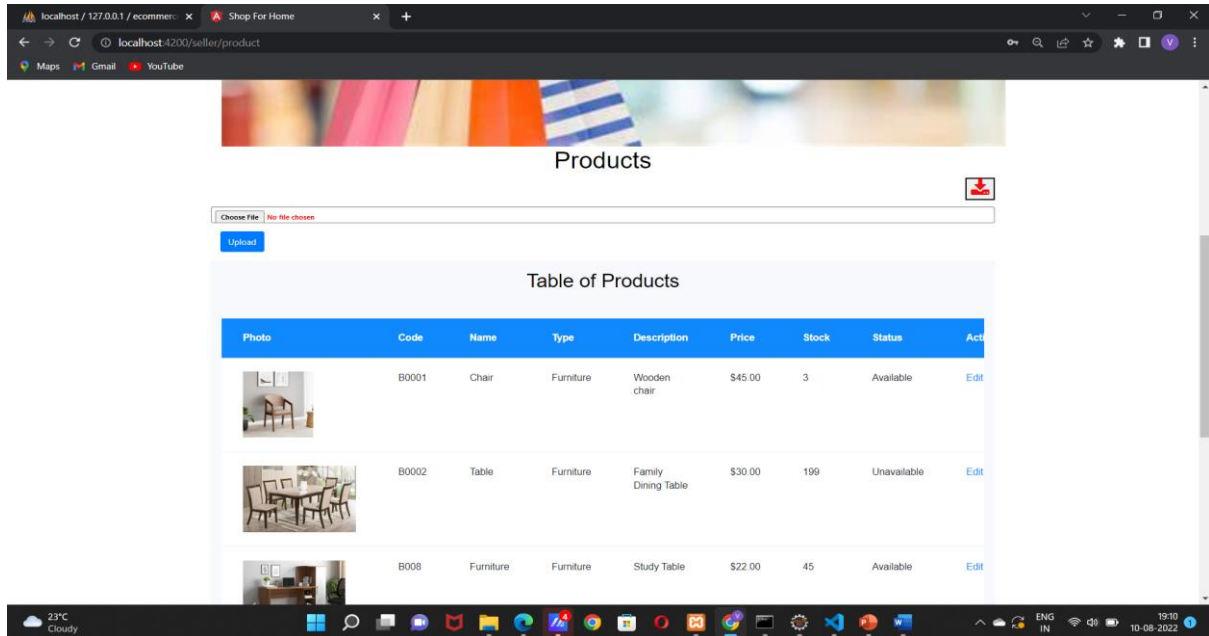 localhost / 127.0.0.1 / ecommerc
Shop For Home
localhost:4200/seller/product
Maps Gmail YouTube
Products
Choose File No file chosen
Upload
Table of Products
Photo Code Name Type Description Price Stock Status Acti
B0001 Chair Furniture Wooden chair $45.00 3 Available Edit
B0002 Table Furniture Family Dining Table $30.00 199 Unavailable Edit
B008 Furniture Furniture Study Table $22.00 45 Available Edit
23°C
Cloudy
ENG
IN
19:10
10-08-2022